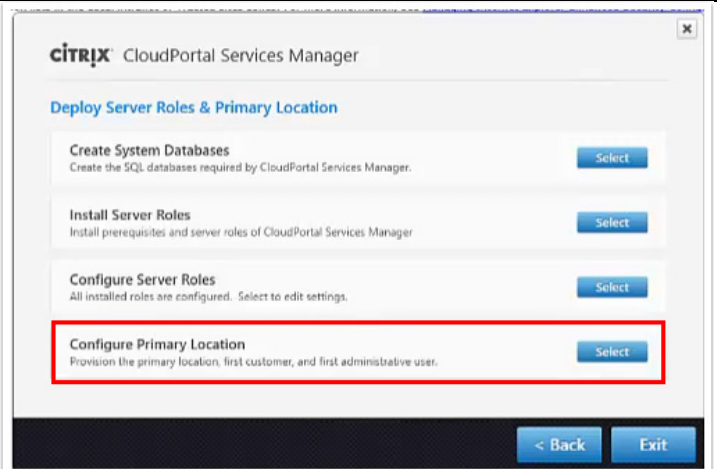 CİTRIX CloudPortal Services Manager
Deploy Server Roles & Primary Location
Create System Databases
Create the SQL databases required by CloudPortal Services Manager.
Select
Install Server Roles
Install prerequisites and server roles of CloudPortal Services Manager
Select
Configure Server Roles
All installed roles are configured. Select to edit settings.
Select
Configure Primary Location
Provision the primary location, first customer, and first administrative user.
Select
< Back
Exit